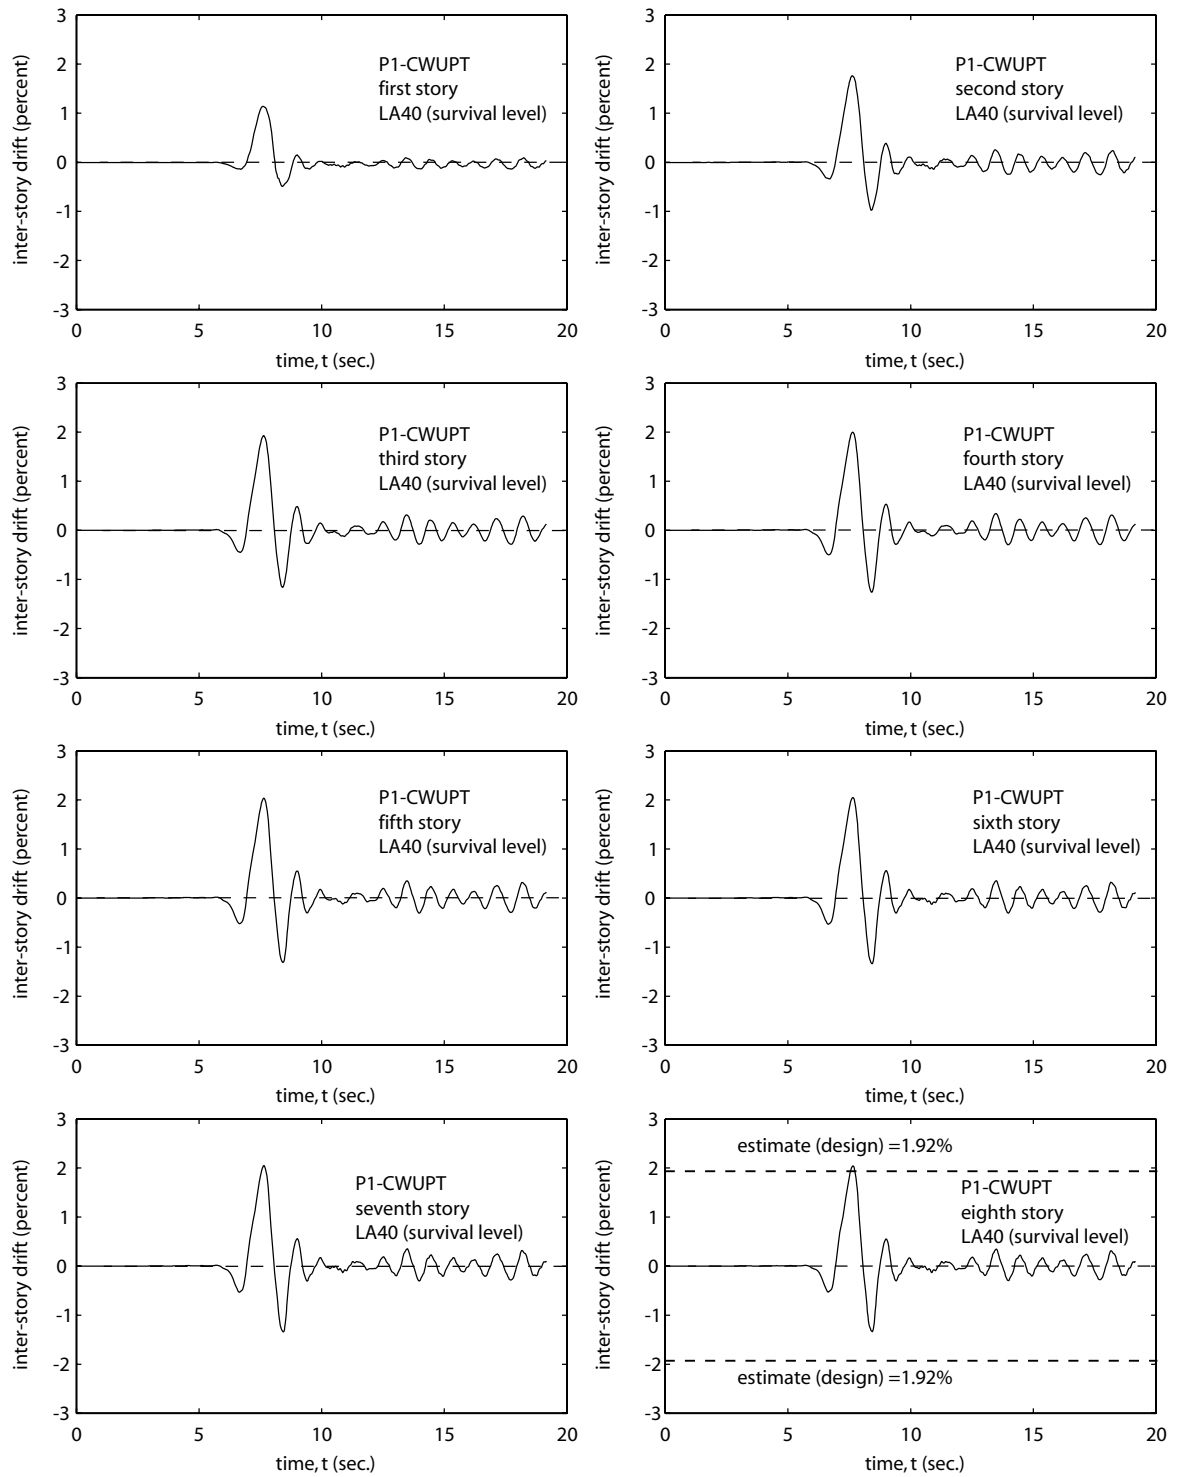 3
2
1
0
-1
-2
-3
inter-story drift (percent)
P1-CWUPT
first story
LA40 (survival level)
0 5 10 15 20
time, t (sec.)
3
2
1
0
-1
-2
-3
inter-story drift (percent)
P1-CWUPT
second story
LA40 (survival level)
0 5 10 15 20
time, t (sec.)
3
2
1
0
-1
-2
-3
inter-story drift (percent)
P1-CWUPT
third story
LA40 (survival level)
0 5 10 15 20
time, t (sec.)
3
2
1
0
-1
-2
-3
inter-story drift (percent)
P1-CWUPT
fourth story
LA40 (survival level)
0 5 10 15 20
time, t (sec.)
3
2
1
0
-1
-2
-3
inter-story drift (percent)
P1-CWUPT
fifth story
LA40 (survival level)
0 5 10 15 20
time, t (sec.)
3
2
1
0
-1
-2
-3
inter-story drift (percent)
P1-CWUPT
sixth story
LA40 (survival level)
0 5 10 15 20
time, t (sec.)
3
2
1
0
-1
-2
-3
inter-story drift (percent)
P1-CWUPT
seventh story
LA40 (survival level)
0 5 10 15 20
time, t (sec.)
3
2
1
0
-1
-2
-3
inter-story drift (percent)
estimate (design) =1.92%
P1-CWUPT
eighth story
LA40 (survival level)
estimate (design) =1.92%
0 5 10 15 20
time, t (sec.)